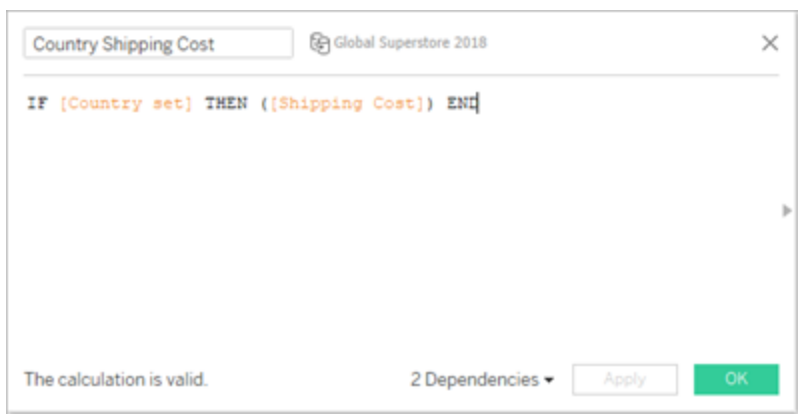 Country Shipping Cost Global Superstore 2018
IF [Country set] THEN ([Shipping Cost]) END
The calculation is valid. 2 Dependencies Apply OK